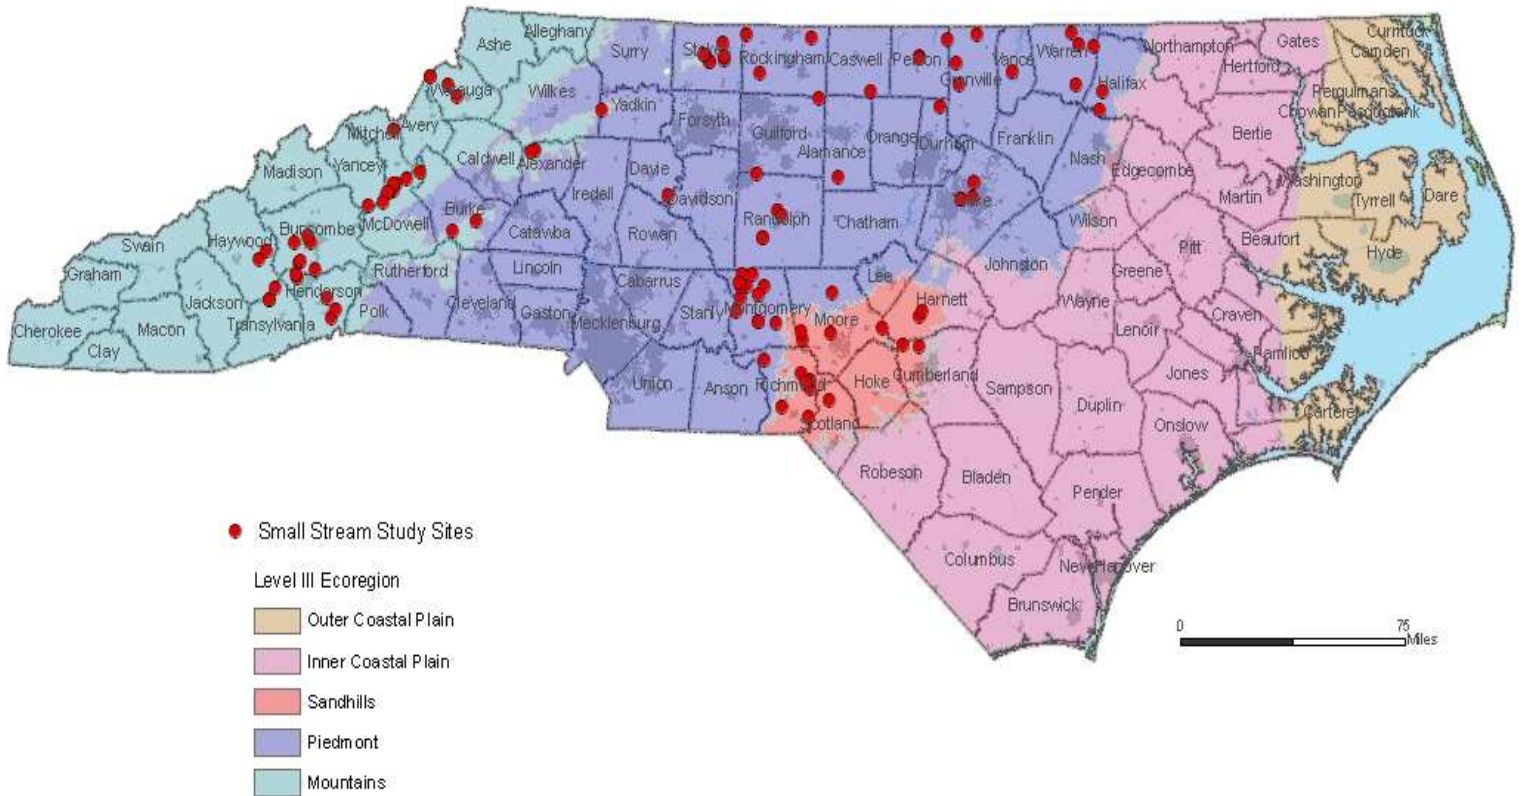 Ashe
Alleghany
Surry
Rockingham
Caswell
Person
Vance
Warren
Northampton
Gates
Currituck
Camden
Hertford
Halifax
Granville
Watauga
Wilkes
Yadkin
Forsyth
Guilford
Alamance
Orange
Durham
Franklin
Nash
Bertie
Chowan
Pasquotank
Mitchell
Avery
Yancey
Madison
Caldwell
Alexander
Davie
Iredell
Davidson
Randolph
Chatham
Edgecombe
Martin
Washington
Tyrrell
Dare
Swain
Haywood
Buncombe
McDowell
Burke
Catawba
Rowan
Wilson
Pitt
Beaufort
Hyde
Graham
Rutherford
Lincoln
Cabarrus
Lee
Johnston
Greene
Jackson
Henderson
Cherokee
Macon
Clay
Transylvania
Polk
Cleveland
Gaston
Mecklenburg
Stanly
Montgomery
Moore
Harnett
Wayne
Lenoir
Craven
Pamlico
Union
Anson
Richmond
Hoke
Cumberland
Sampson
Jones
Duplin
Onslow
Carteret
Scotland
Robeson
Bladen
Pender
Columbus
New Hanover
Brunswick
Small Stream Study Sites
Level III Ecoregion
Outer Coastal Plain
Inner Coastal Plain
Sandhills
Piedmont
Mountains
0 75
Miles